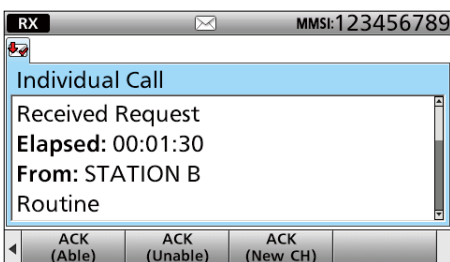 RX MMSI:123456789
Individual Call
Received Request
Elapsed: 00:01:30
From: STATION B
Routine
ACK ACK ACK
(Able) (Unable) (New CH)